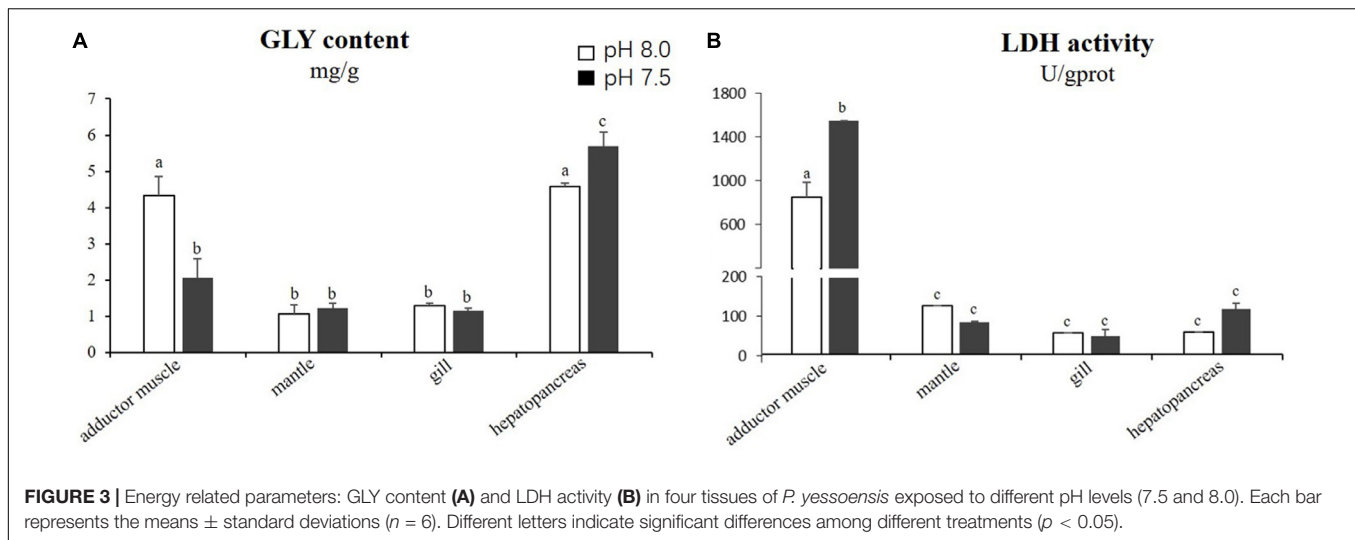 A
GLY content
mg/g
pH 8.0
pH 7.5
7
6
5
4
3
2
1
0
a
b
b
b
b
b
a
c
adductor muscle
mantle
gill
hepatopancreas
B
LDH activity
U/gprot
1800
1400
1000
600
200
100
0
a
b
c
c
c
c
c
c
adductor muscle
mantle
gill
hepatopancreas
FIGURE 3 | Energy related parameters: GLY content (A) and LDH activity (B) in four tissues of P. yessoensis exposed to different pH levels (7.5 and 8.0). Each bar
represents the means ± standard deviations (n = 6). Different letters indicate significant differences among different treatments (p < 0.05).